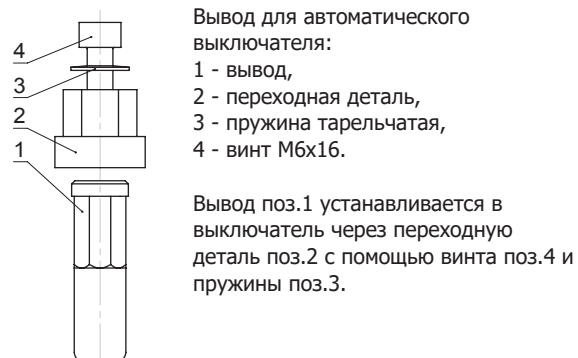 Вывод для автоматического
выключателя:
1 - вывод,
2 - переходная деталь,
3 - пружина тарельчатая,
4 - винт М6х16.
Вывод поз.1 устанавливается в
выключатель через переходную
деталь поз.2 с помощью винта поз.4 и
пружины поз.3.
4
3
2
1